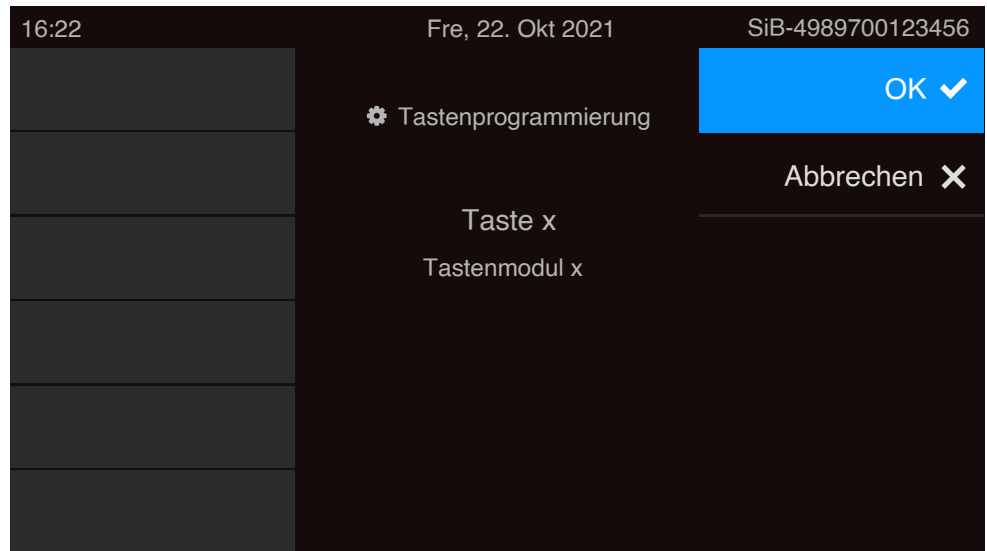 16:22 Fre, 22. Okt 2021 SiB-4989700123456
OK
Tastenprogrammierung
Abbrechen
Taste x
Tastenmodul x